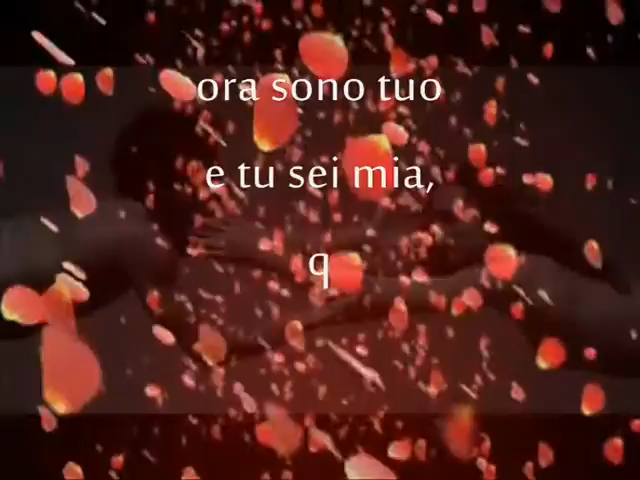 ora sono tuo
e tu sei mia,
q